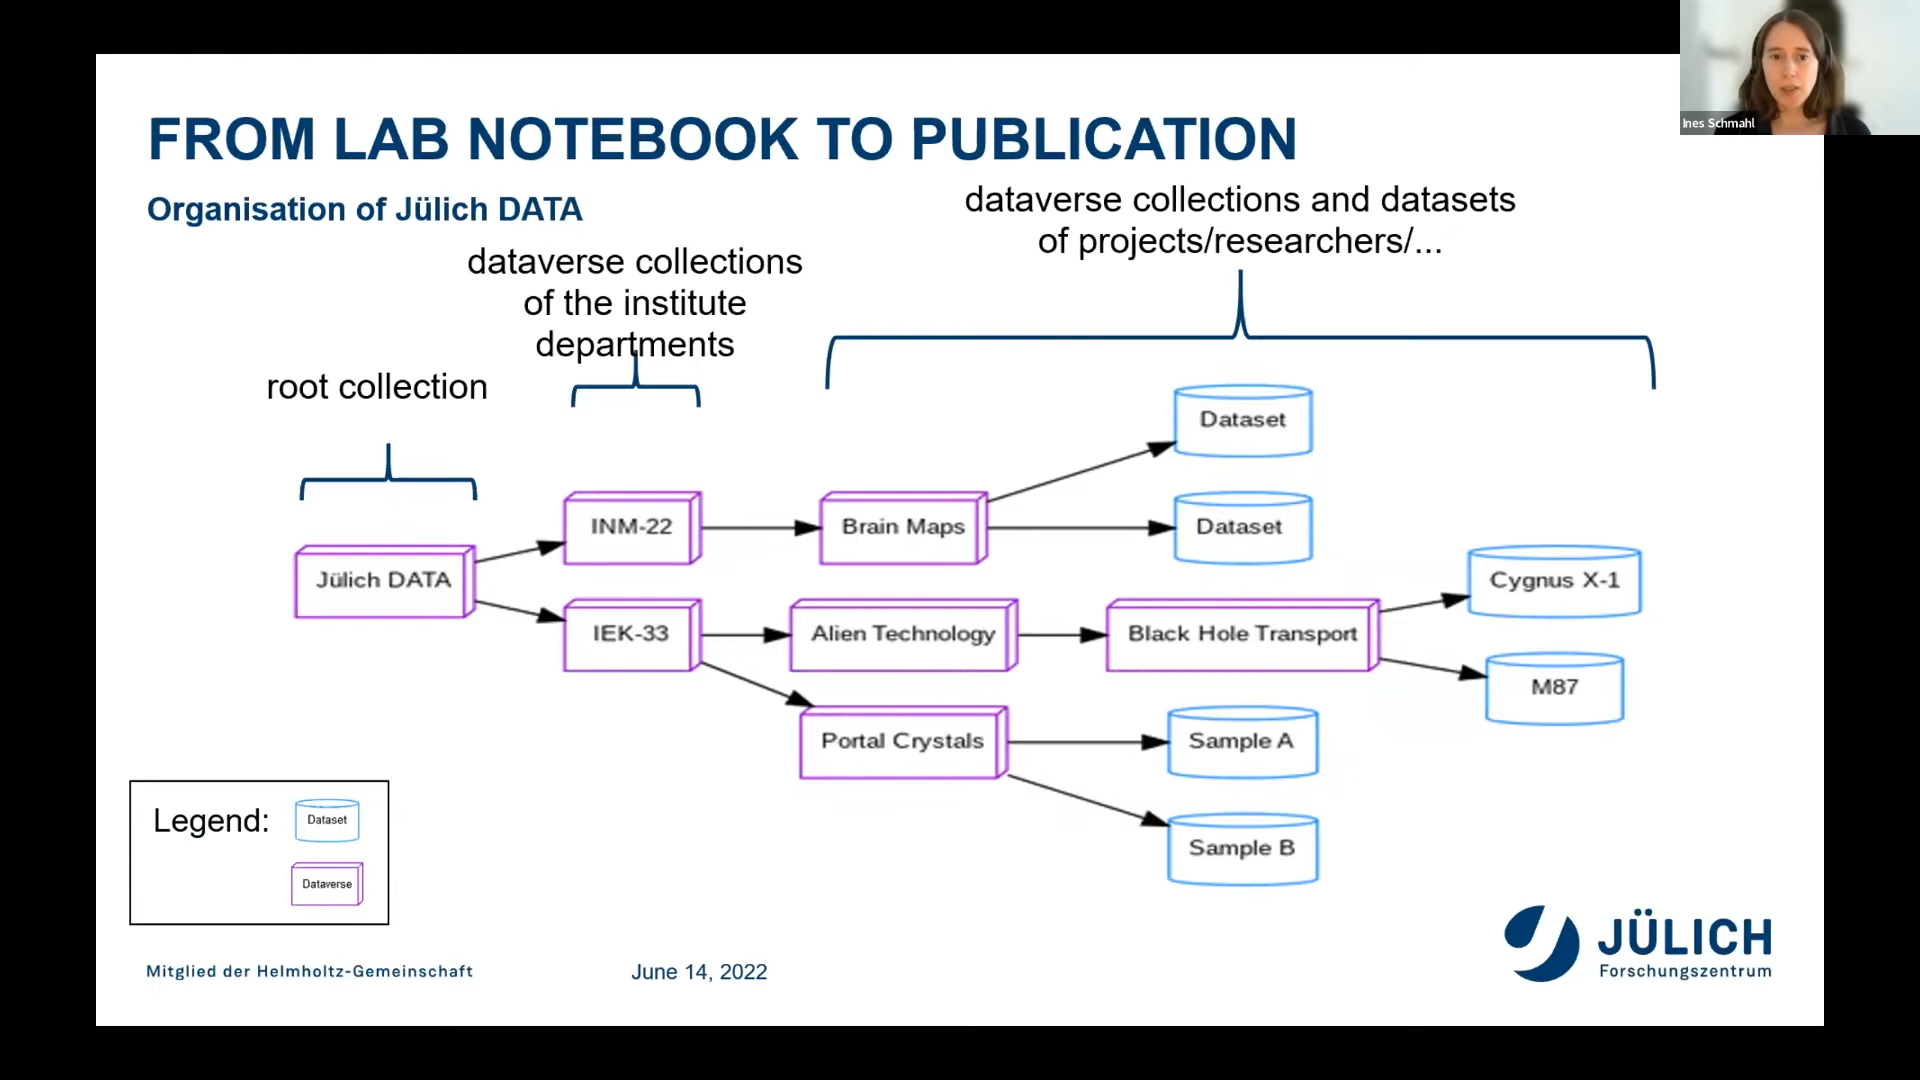 Ines Schmahl
FROM LAB NOTEBOOK TO PUBLICATION
Organisation of Jülich DATA
dataverse collections and datasets
of projects/researchers/...
dataverse collections
of the institute
departments
root collection
Dataset
INM-22
Brain Maps
Dataset
Jülich DATA
Cygnus X-1
IEK-33
Alien Technology
Black Hole Transport
M87
Portal Crystals
Sample A
Sample B
Legend:
Dataset
Dataverse
Mitglied der Helmholtz-Gemeinschaft
June 14, 2022
JÜLICH
Forschungszentrum